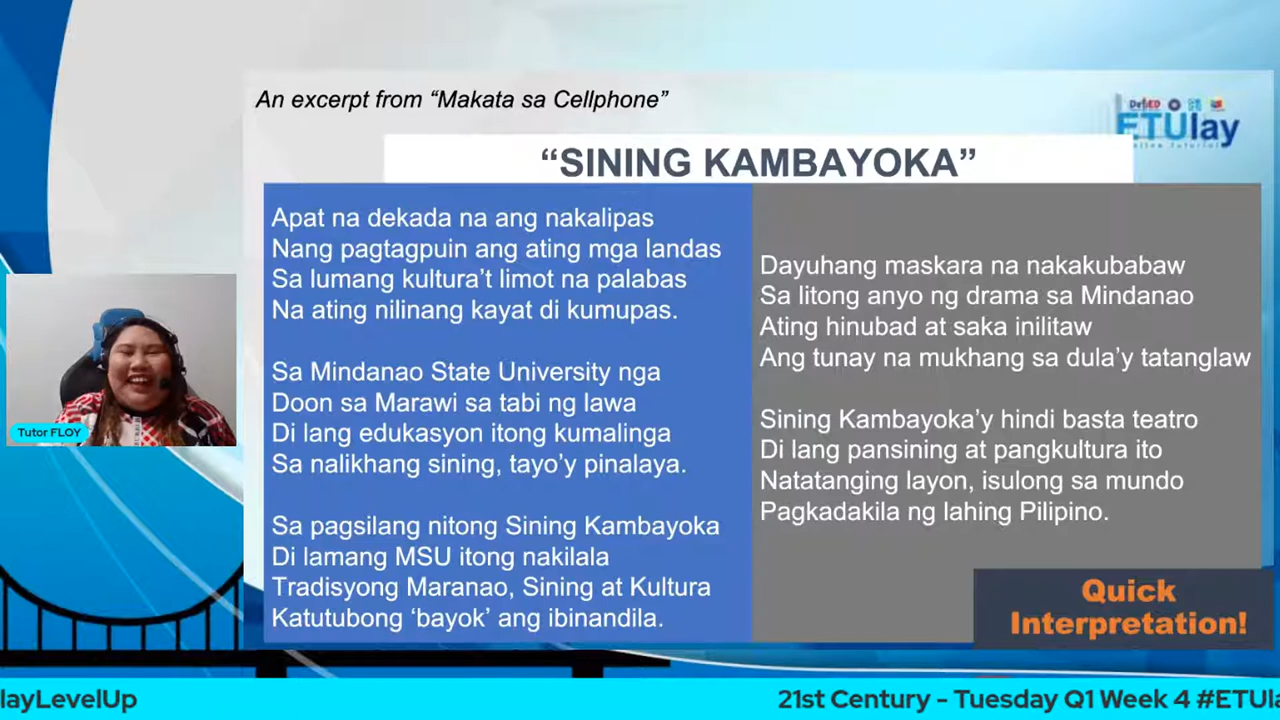 An excerpt from “Makata sa Cellphone”
DepED
ETUlay
“SINING KAMBAYOKA”
Apat na dekada na ang nakalipas
Nang pagtagpuin ang ating mga landas
Sa lumang kultura’t limot na palabas
Na ating nilinang kayat di kumupas.
Sa Mindanao State University nga
Doon sa Marawi sa tabi ng lawa
Di lang edukasyon itong kumalinga
Sa nalikhang sining, tayo’y pinalaya.
Sa pagsilang nitong Sining Kambayoka
Di lamang MSU itong nakilala
Tradisyong Maranao, Sining at Kultura
Katutubong ‘bayok’ ang ibinandila.
Dayuhang maskara na nakakubabaw
Sa litong anyo ng drama sa Mindanao
Ating hinubad at saka inilitaw
Ang tunay na mukhang sa dula’y tatanglaw
Sining Kambayoka’y hindi basta teatro
Di lang pansining at pangkultura ito
Natatanging layon, isulong sa mundo
Pagkadakila ng lahing Pilipino.
Quick
Interpretation!
Tutor FLOY
layLevelUp
21st Century - Tuesday Q1 Week 4 #ETUla